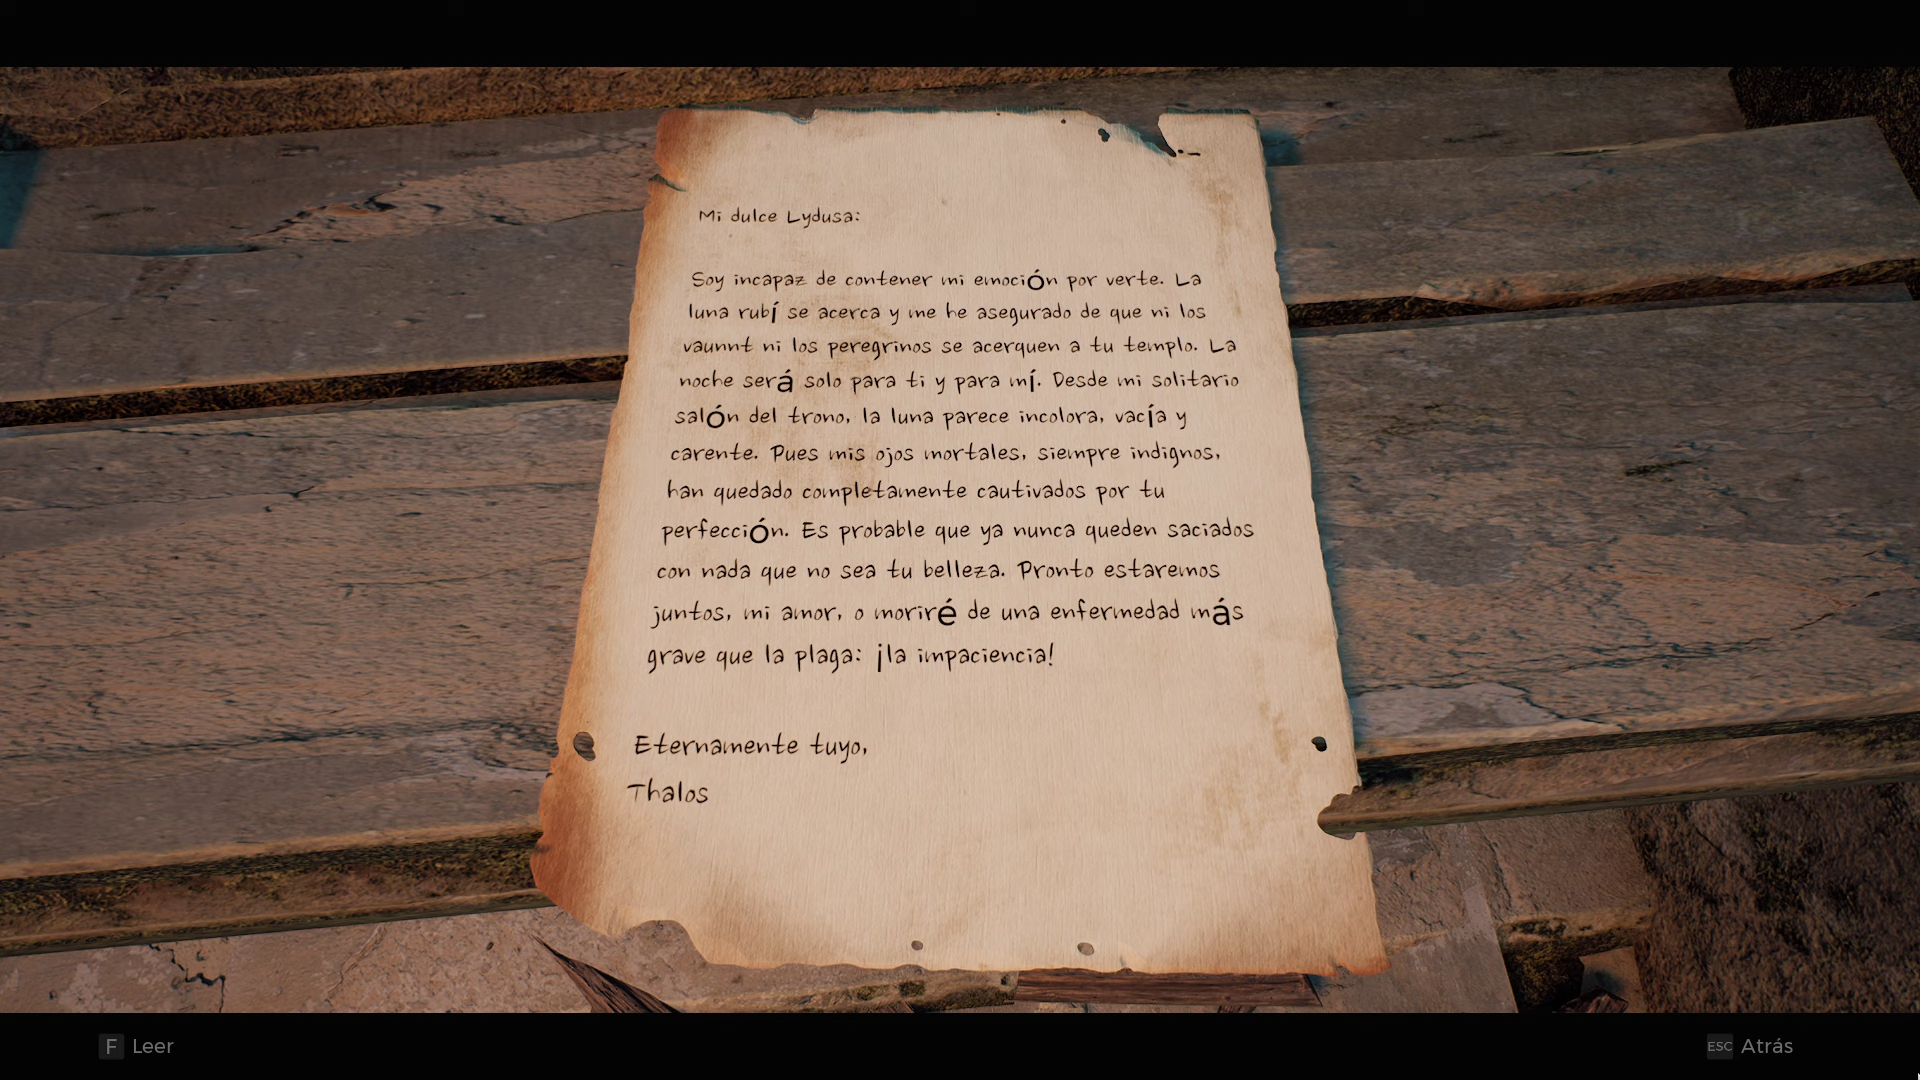 Mi dulce Lydusa:
Soy incapaz de contener mi emoción por verte. La
luna rubí se acerca y me he asegurado de que ni los
vaunnt ni los peregrinos se acerquen a tu templo. La
noche será solo para ti y para mí. Desde mi solitario
salón del trono, la luna parece incolora, vacía y
carente. Pues mis ojos mortales, siempre indignos,
han quedado completamente cautivados por tu
perfección. Es probable que ya nunca queden saciados
con nada que no sea tu belleza. Pronto estaremos
juntos, mi amor, o moriré de una enfermedad más
grave que la plaga: ¡la impaciencia!
Eternamente tuyo,
Thalos
F Leer
ESC Atrás